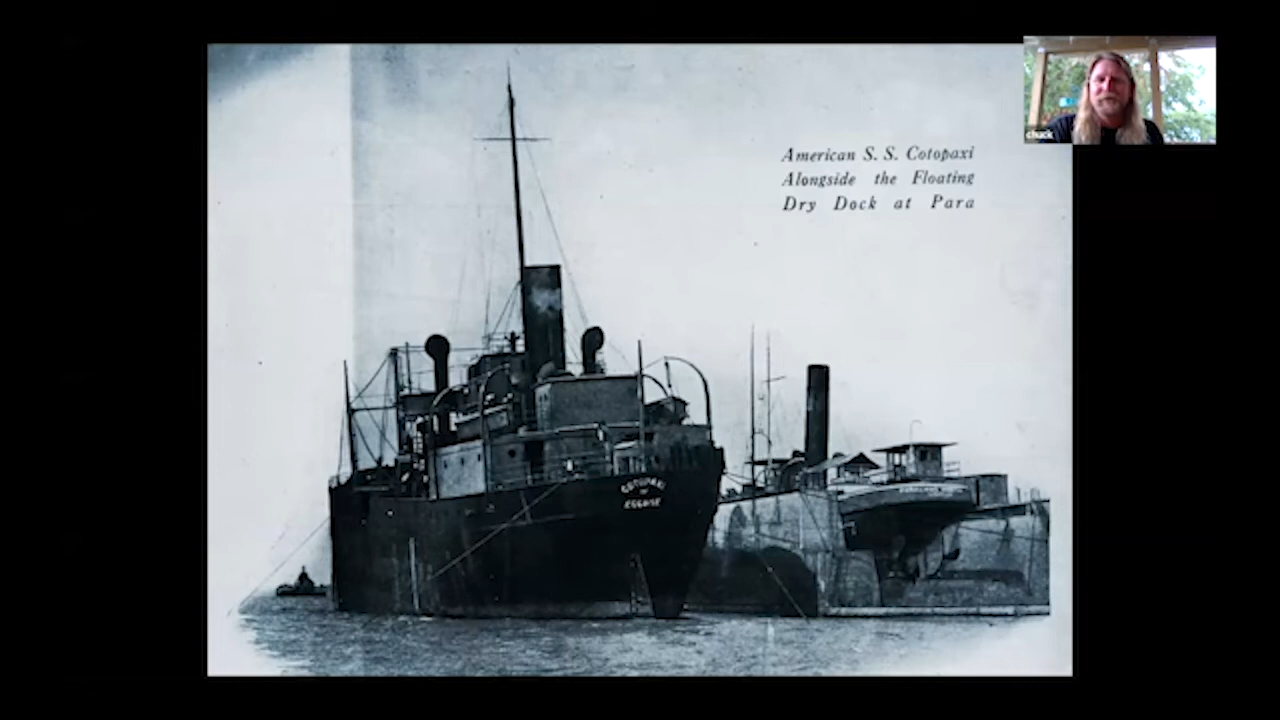 American S. S. Cotopaxi
Alongside the Floating
Dry Dock at Para
chuck
COTOPAXI